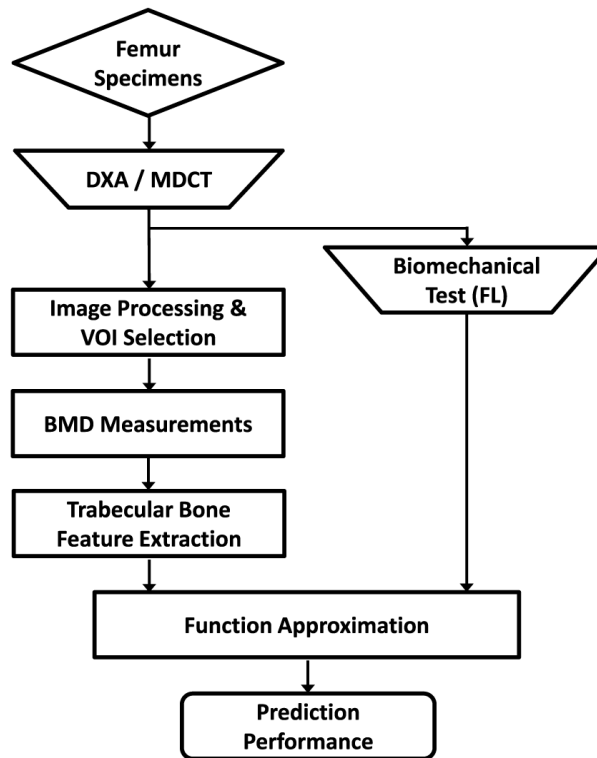 Femur
Specimens
DXA / MDCT
Biomechanical
Test (FL)
Image Processing &
VOI Selection
BMD Measurements
Trabecular Bone
Feature Extraction
Function Approximation
Prediction
Performance